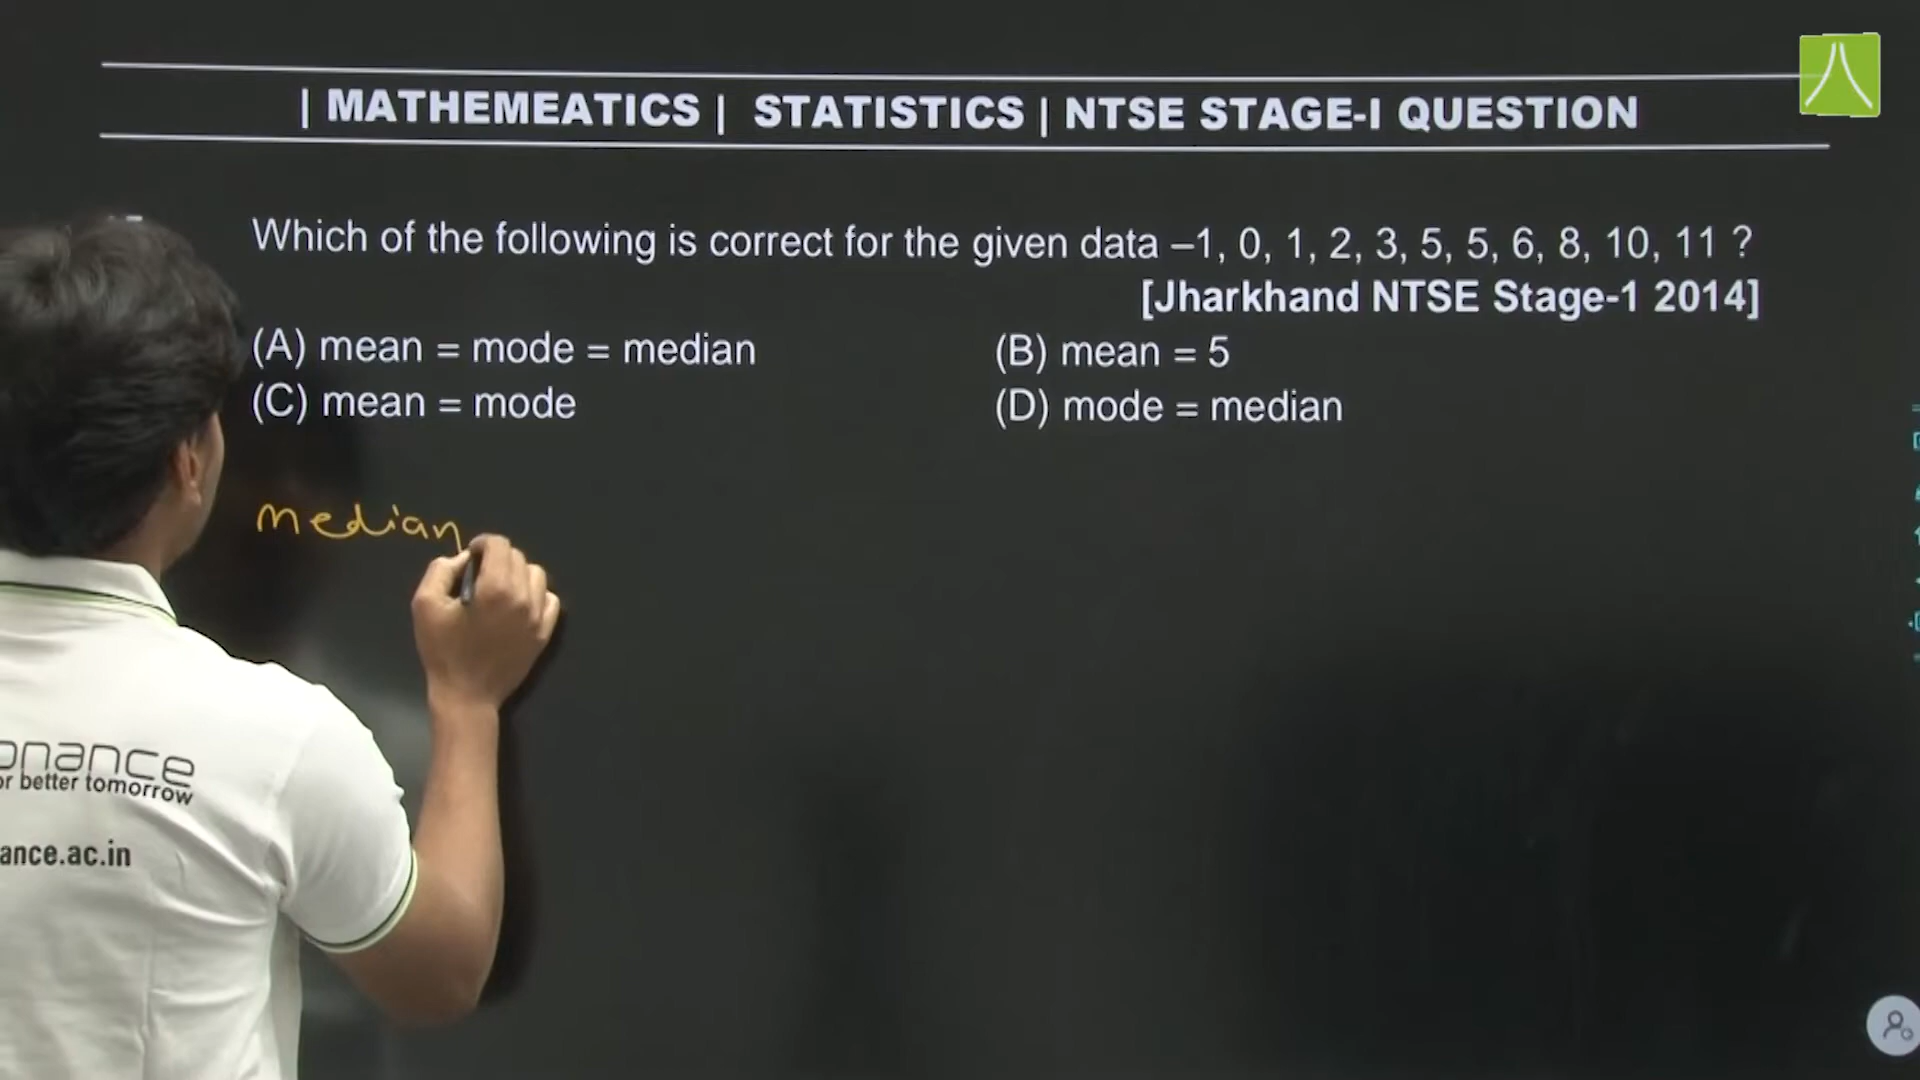 | MATHEMEATICS | STATISTICS | NTSE STAGE-I QUESTION
Which of the following is correct for the given data –1, 0, 1, 2, 3, 5, 5, 6, 8, 10, 11 ?
[Jharkhand NTSE Stage-1 2014]
(A) mean = mode = median (B) mean = 5
(C) mean = mode (D) mode = median
median
onance
or better tomorrow
ance.ac.in